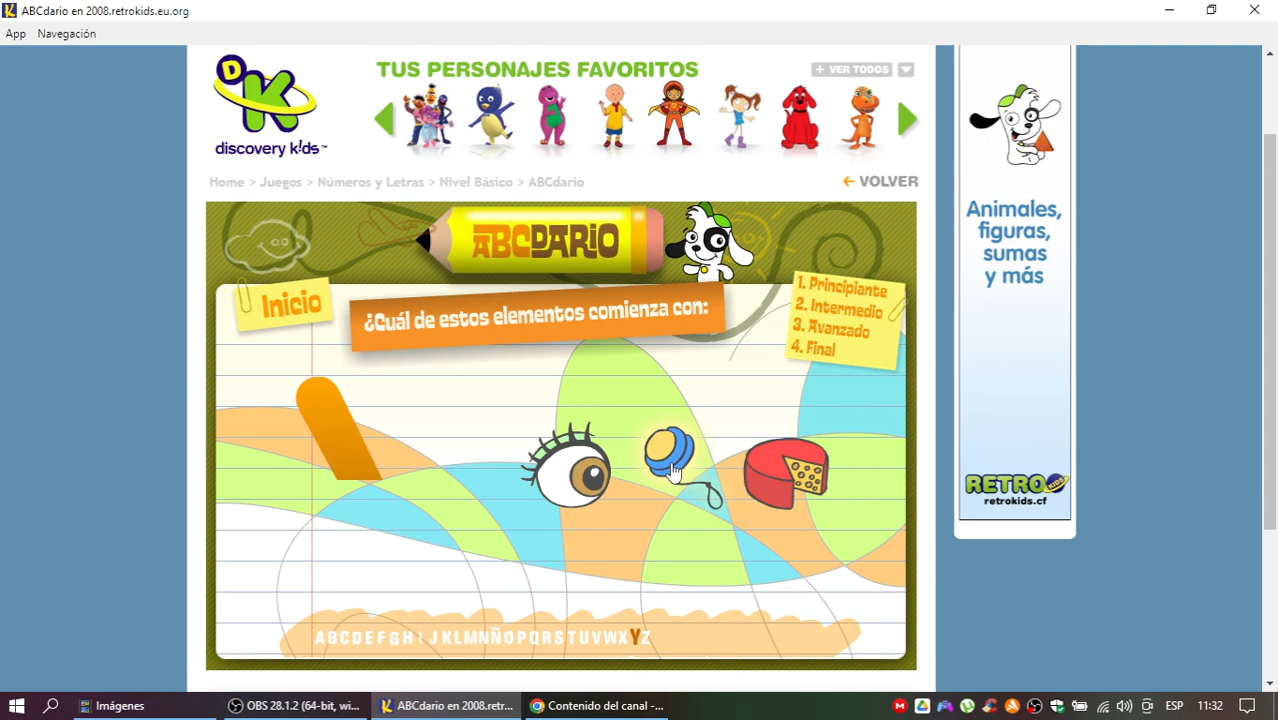 ABCdario en 2008.retrokids.eu.org
App Navegación
D K
discovery k!ds™
TUS PERSONAJES FAVORITOS
+ VER TODOS
Home > Juegos > Números y Letras > Nivel Básico > ABCdario
← VOLVER
ABCDARIO
Inicio
¿Cuál de estos elementos comienza con:
1. Principiante
2. Intermedio
3. Avanzado
4. Final
A B C D E F G H I J K L M N Ñ O P Q R S T U V W X Y Z
Animales,
figuras,
sumas
y más
RETRO KIDS
retrokids.cf
Imágenes
OBS 28.1.2 (64-bit, wi...
ABCdario en 2008.retr...
Contenido del canal -...
ESP
11:32